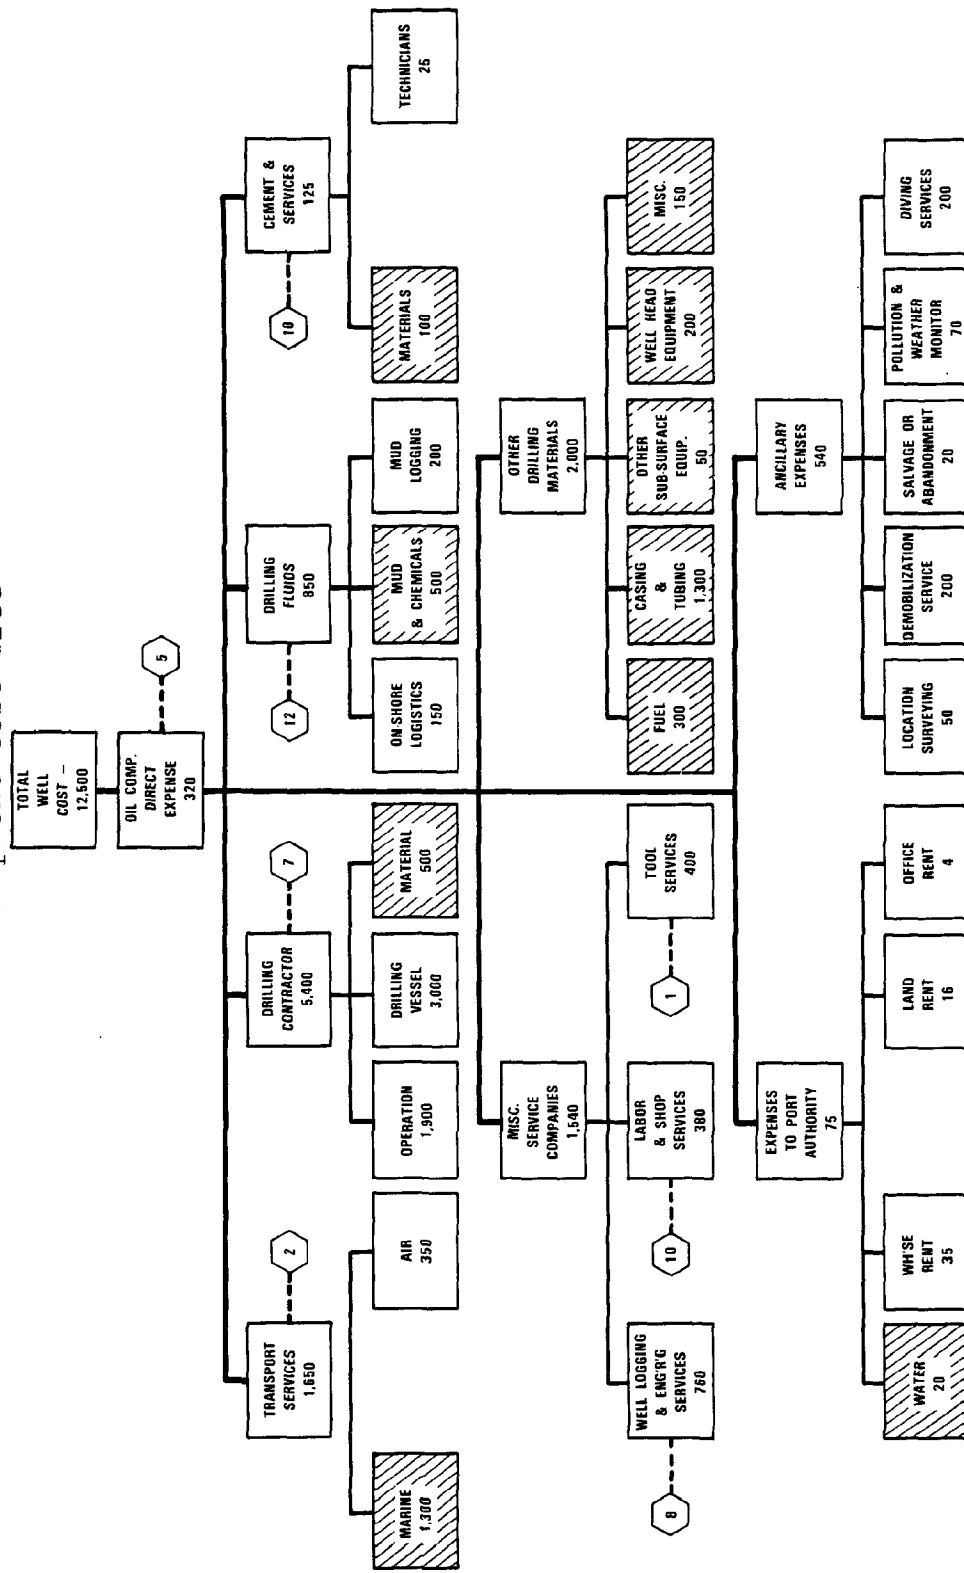 TOTAL
WELL
COST –
12,500
OIL COMP.
DIRECT
EXPENSE
320
5
TRANSPORT
SERVICES
1,650
2
DRILLING
CONTRACTOR
5,400
7
DRILLING
FLUIDS
850
12
CEMENT &
SERVICES
125
10
MARINE
1,300
AIR
350
OPERATION
1,900
DRILLING
VESSEL
3,000
MATERIAL
500
ON-SHORE
LOGISTICS
150
MUD
& CHEMICALS
500
MUD
LOGGING
200
MATERIALS
100
TECHNICIANS
25
MISC.
SERVICE
COMPANIES
1,540
OTHER
DRILLING
MATERIALS
2,000
WELL LOGGING
& ENG'R'G
SERVICES
760
8
LABOR
& SHOP
SERVICES
380
10
TOOL
SERVICES
400
1
FUEL
300
CASING
&
TUBING
1,300
OTHER
SUB-SURFACE
EQUIP.
50
WELL HEAD
EQUIPMENT
200
MISC.
150
EXPENSES
TO PORT
AUTHORITY
75
ANCILLARY
EXPENSES
540
WATER
20
WH'SE
RENT
35
LAND
RENT
16
OFFICE
RENT
4
LOCATION
SURVEYING
50
DEMOBILIZATION
SERVICE
200
SALVAGE OR
ABANDONMENT
20
POLLUTION &
WEATHER
MONITOR
70
DIVING
SERVICES
200